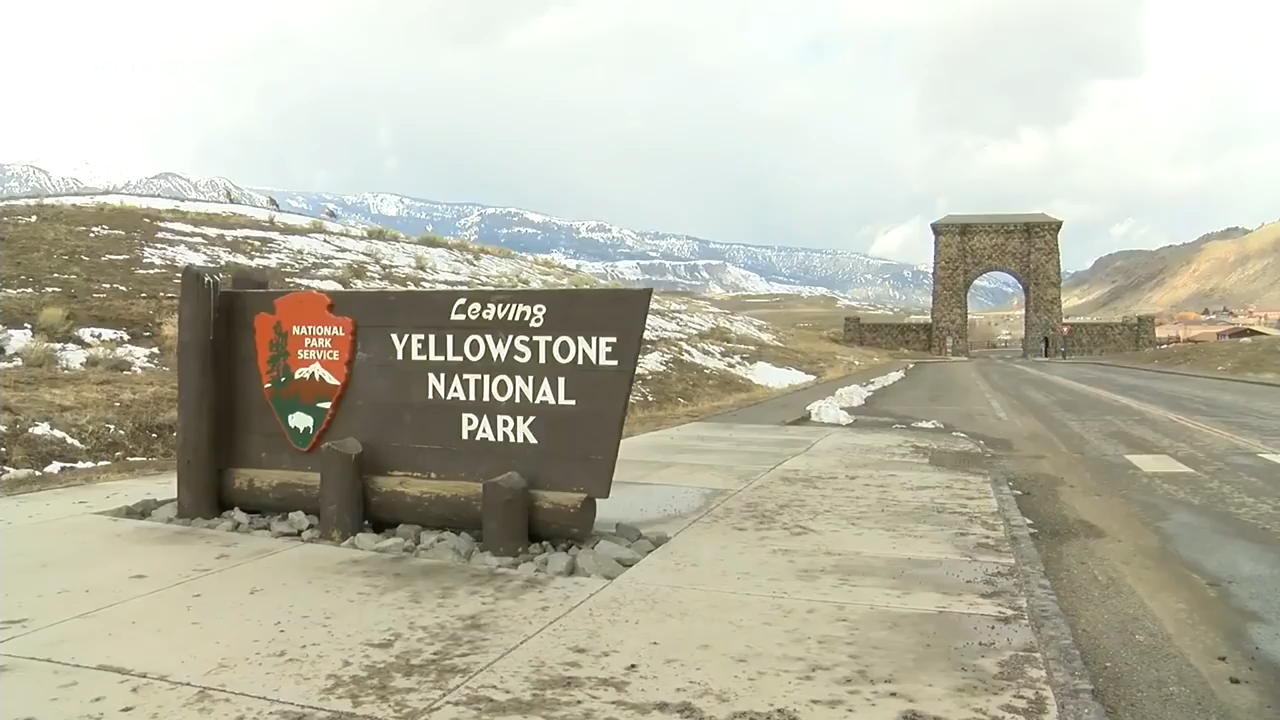 NATIONAL
PARK
SERVICE
Leaving
YELLOWSTONE
NATIONAL
PARK